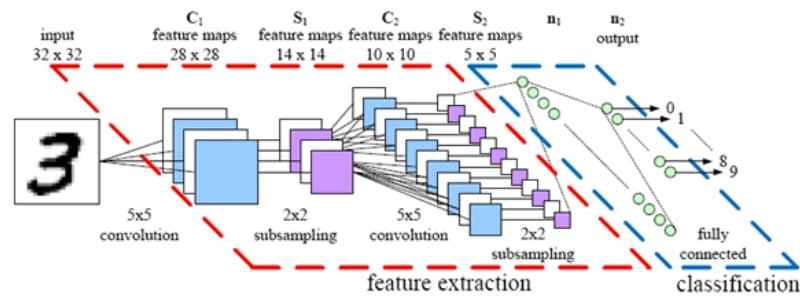 input
32 x 32
C1
feature maps
28 x 28
S1
feature maps
14 x 14
C2
feature maps
10 x 10
S2
feature maps
5 x 5
n1
n2
output
0
1
8
9
3
5x5
convolution
2x2
subsampling
5x5
convolution
2x2
subsampling
fully
connected
feature extraction
classification